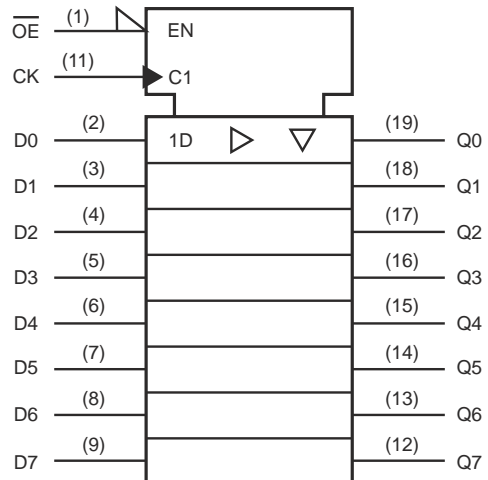 O̅E̅ (1) EN
CK (11) C1
D0 (2) 1D (19) Q0
D1 (3) (18) Q1
D2 (4) (17) Q2
D3 (5) (16) Q3
D4 (6) (15) Q4
D5 (7) (14) Q5
D6 (8) (13) Q6
D7 (9) (12) Q7